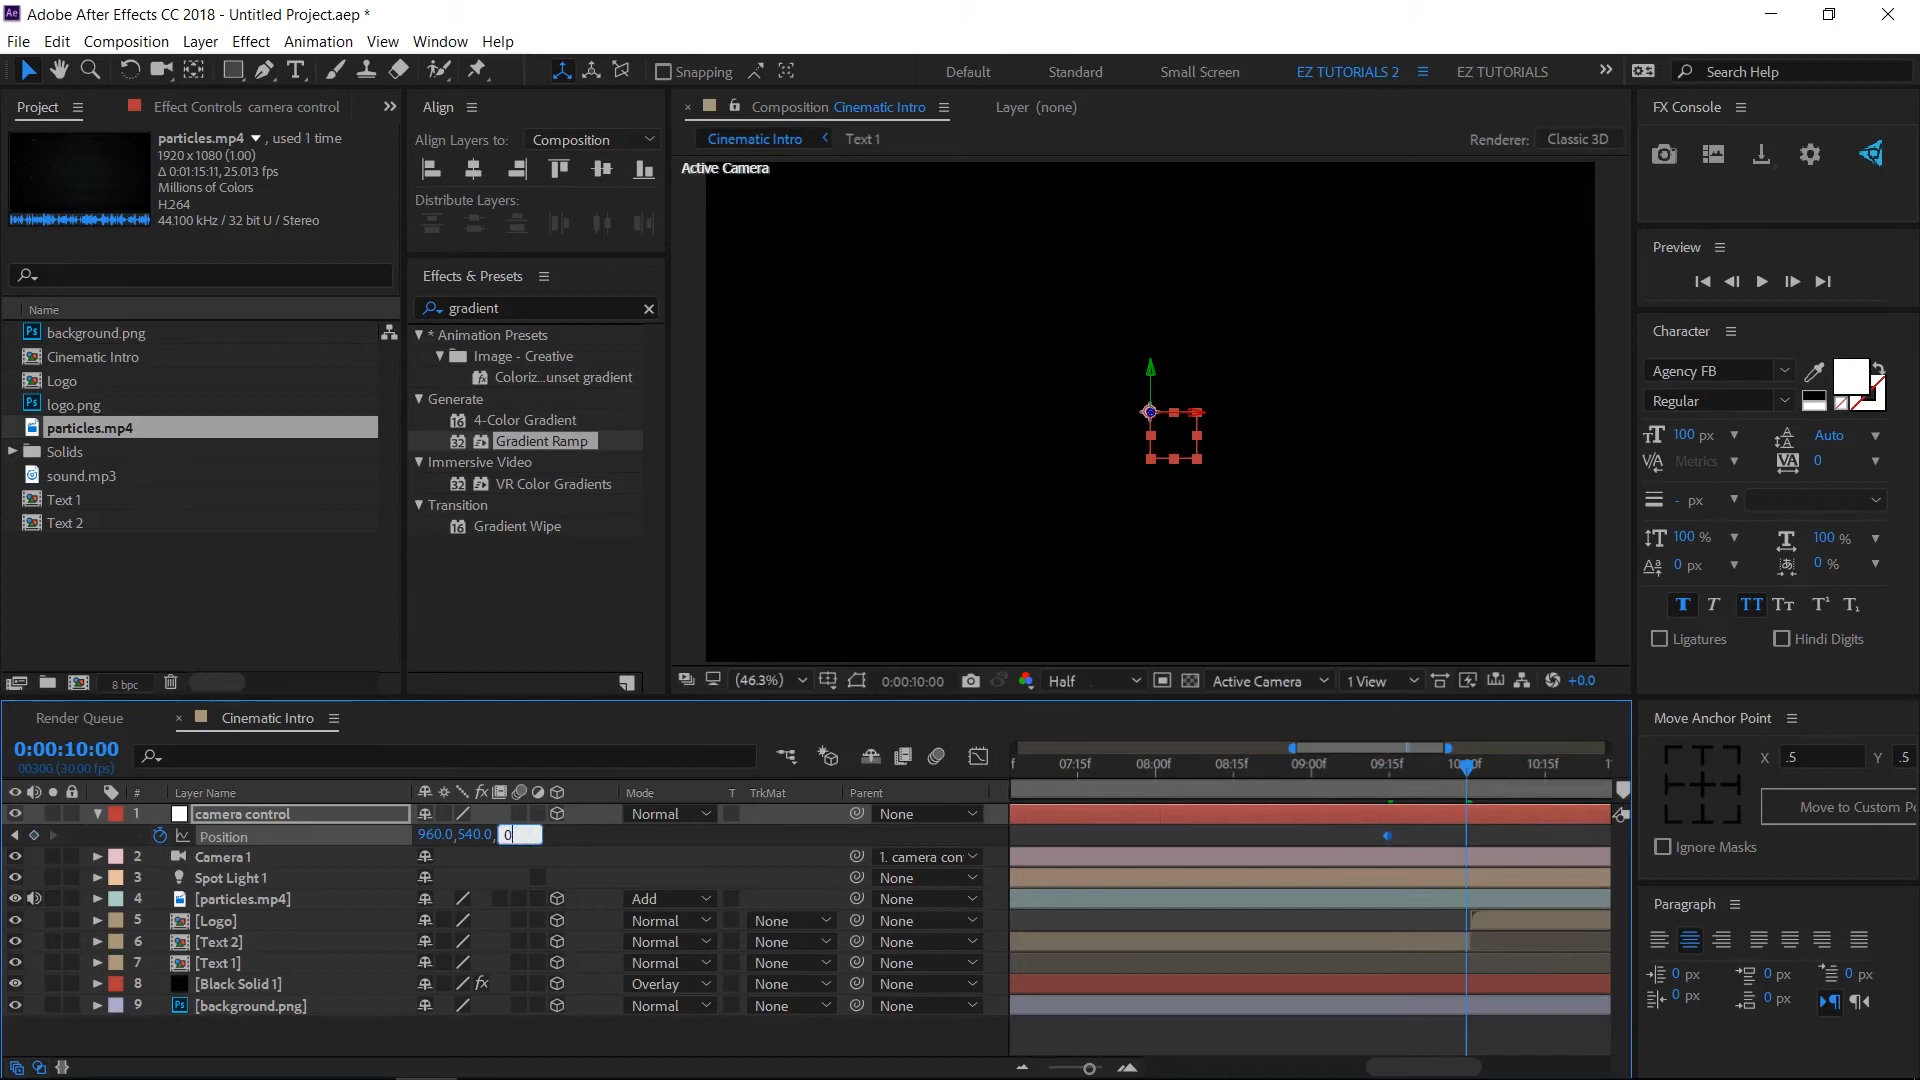 Adobe After Effects CC 2018 - Untitled Project.aep *
File Edit Composition Layer Effect Animation View Window Help
Snapping
Default Standard Small Screen EZ TUTORIALS 2 EZ TUTORIALS
Search Help
Project
Effect Controls camera control
particles.mp4 , used 1 time
1920 x 1080 (1.00)
Δ 0:01:15:11, 25.013 fps
Millions of Colors
H.264
44.100 kHz / 32 bit U / Stereo
Name
background.png
Cinematic Intro
Logo
logo.png
particles.mp4
Solids
sound.mp3
Text 1
Text 2
8 bpc
Align
Align Layers to: Composition
Distribute Layers:
Effects & Presets
gradient
* Animation Presets
Image - Creative
Coloriz...unset gradient
Generate
4-Color Gradient
Gradient Ramp
Immersive Video
VR Color Gradients
Transition
Gradient Wipe
Composition Cinematic Intro
Layer (none)
Cinematic Intro Text 1
Renderer: Classic 3D
Active Camera
(46.3%) 0:00:10:00 Half Active Camera 1 View +0.0
FX Console
Preview
Character
Agency FB
Regular
100 px Auto
Metrics 0
- px
100 % 100 %
0 px 0 %
Ligatures Hindi Digits
Render Queue
Cinematic Intro
0:00:10:00
00300 (30.00 fps)
f 07:15f 08:00f 08:15f 09:00f 09:15f 10:00f 10:15f
# Layer Name Mode T TrkMat Parent
1 camera control Normal None
Position 960.0,540.0, 0
2 Camera 1 1. camera con
3 Spot Light 1 None
4 [particles.mp4] Add None
5 [Logo] Normal None None
6 [Text 2] Normal None None
7 [Text 1] Normal None None
8 [Black Solid 1] Overlay None None
9 [background.png] Normal None None
Move Anchor Point
X .5 Y .5
Move to Custom Po
Ignore Masks
Paragraph
0 px 0 px 0 px
0 px 0 px